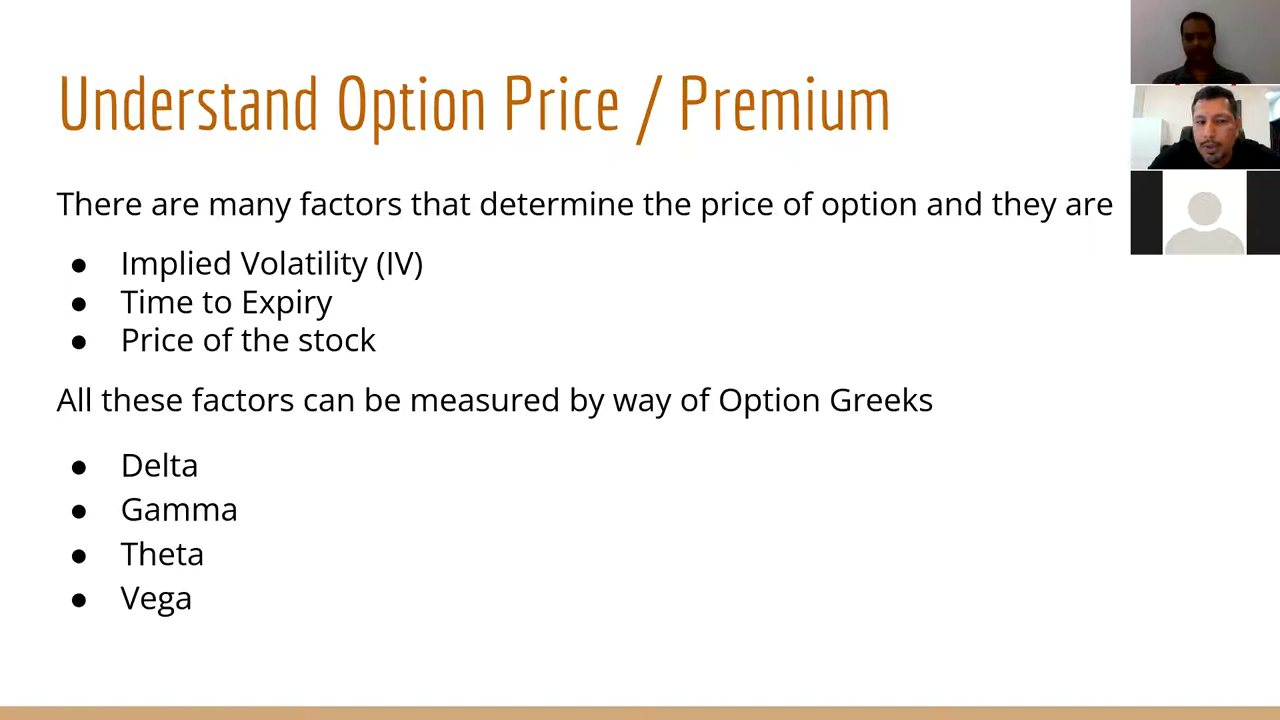 Understand Option Price / Premium
There are many factors that determine the price of option and they are
● Implied Volatility (IV)
● Time to Expiry
● Price of the stock
All these factors can be measured by way of Option Greeks
● Delta
● Gamma
● Theta
● Vega